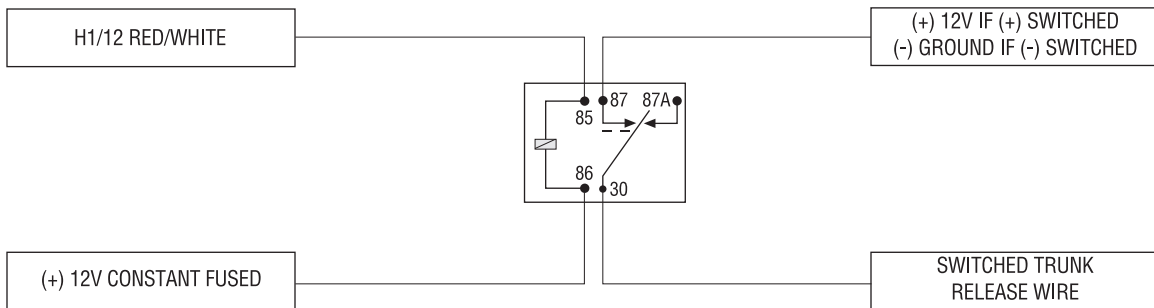 H1/12 RED/WHITE
(+) 12V IF (+) SWITCHED
(-) GROUND IF (-) SWITCHED
87 87A
85
86
30
(+) 12V CONSTANT FUSED
SWITCHED TRUNK
RELEASE WIRE